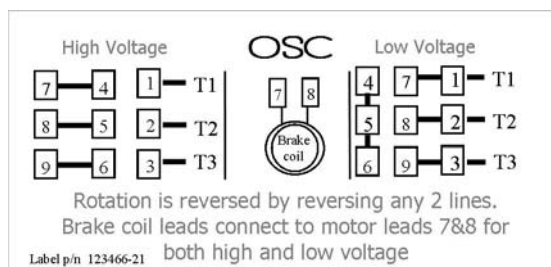 High Voltage OSC Low Voltage
7 4 1 T1 7 8 4 7 1 T1
8 5 2 T2 Brake coil 5 8 2 T2
9 6 3 T3 6 9 3 T3
Rotation is reversed by reversing any 2 lines.
Brake coil leads connect to motor leads 7&8 for
both high and low voltage
Label p/n 123466-21